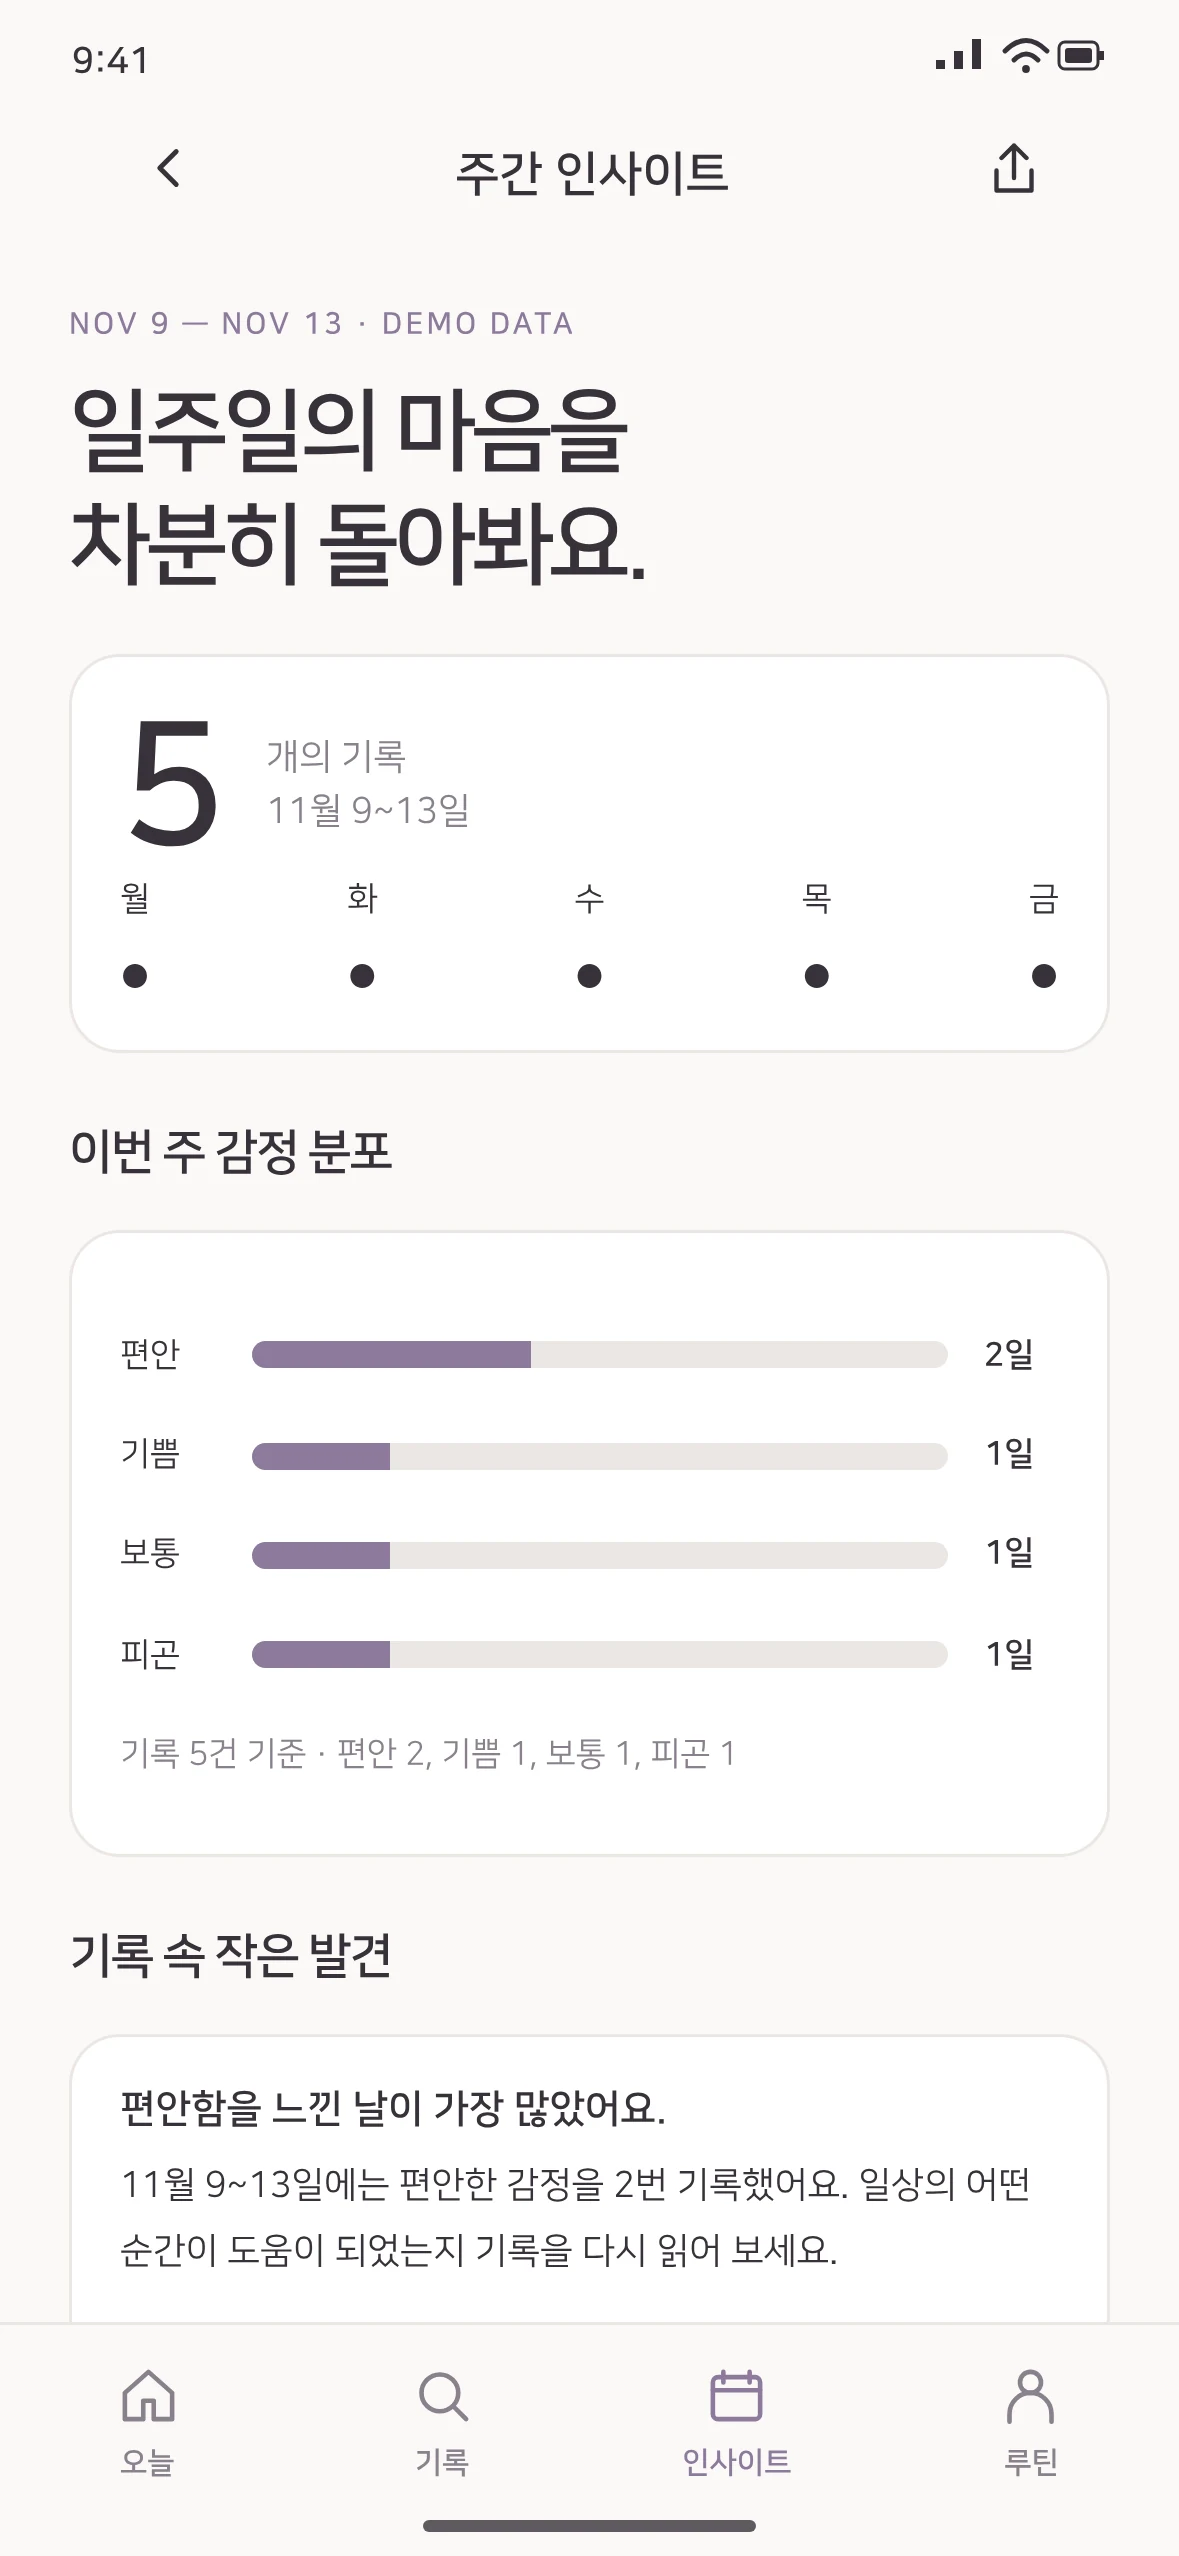 9:41
주간 인사이트
NOV 9 — NOV 13 · DEMO DATA
일주일의 마음을
차분히 돌아봐요.
5
개의 기록
11월 9~13일
월 화 수 목 금
이번 주 감정 분포
편안 2일
기쁨 1일
보통 1일
피곤 1일
기록 5건 기준 · 편안 2, 기쁨 1, 보통 1, 피곤 1
기록 속 작은 발견
편안함을 느낀 날이 가장 많았어요.
11월 9~13일에는 편안한 감정을 2번 기록했어요. 일상의 어떤
순간이 도움이 되었는지 기록을 다시 읽어 보세요.
오늘 기록 인사이트 루틴